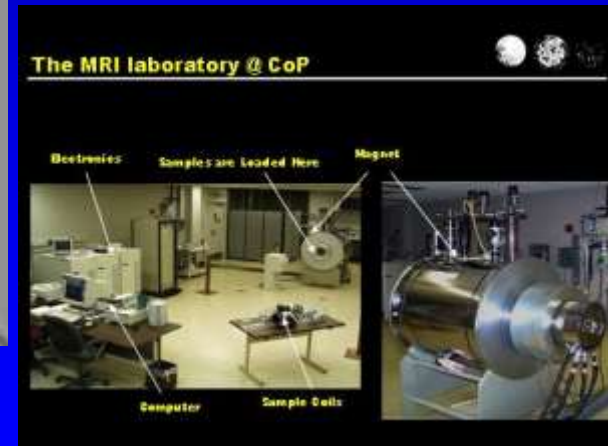 The MRI laboratory @ CoP
Electronics
Samples are Loaded Here
Magnet
Computer
Sample Coils